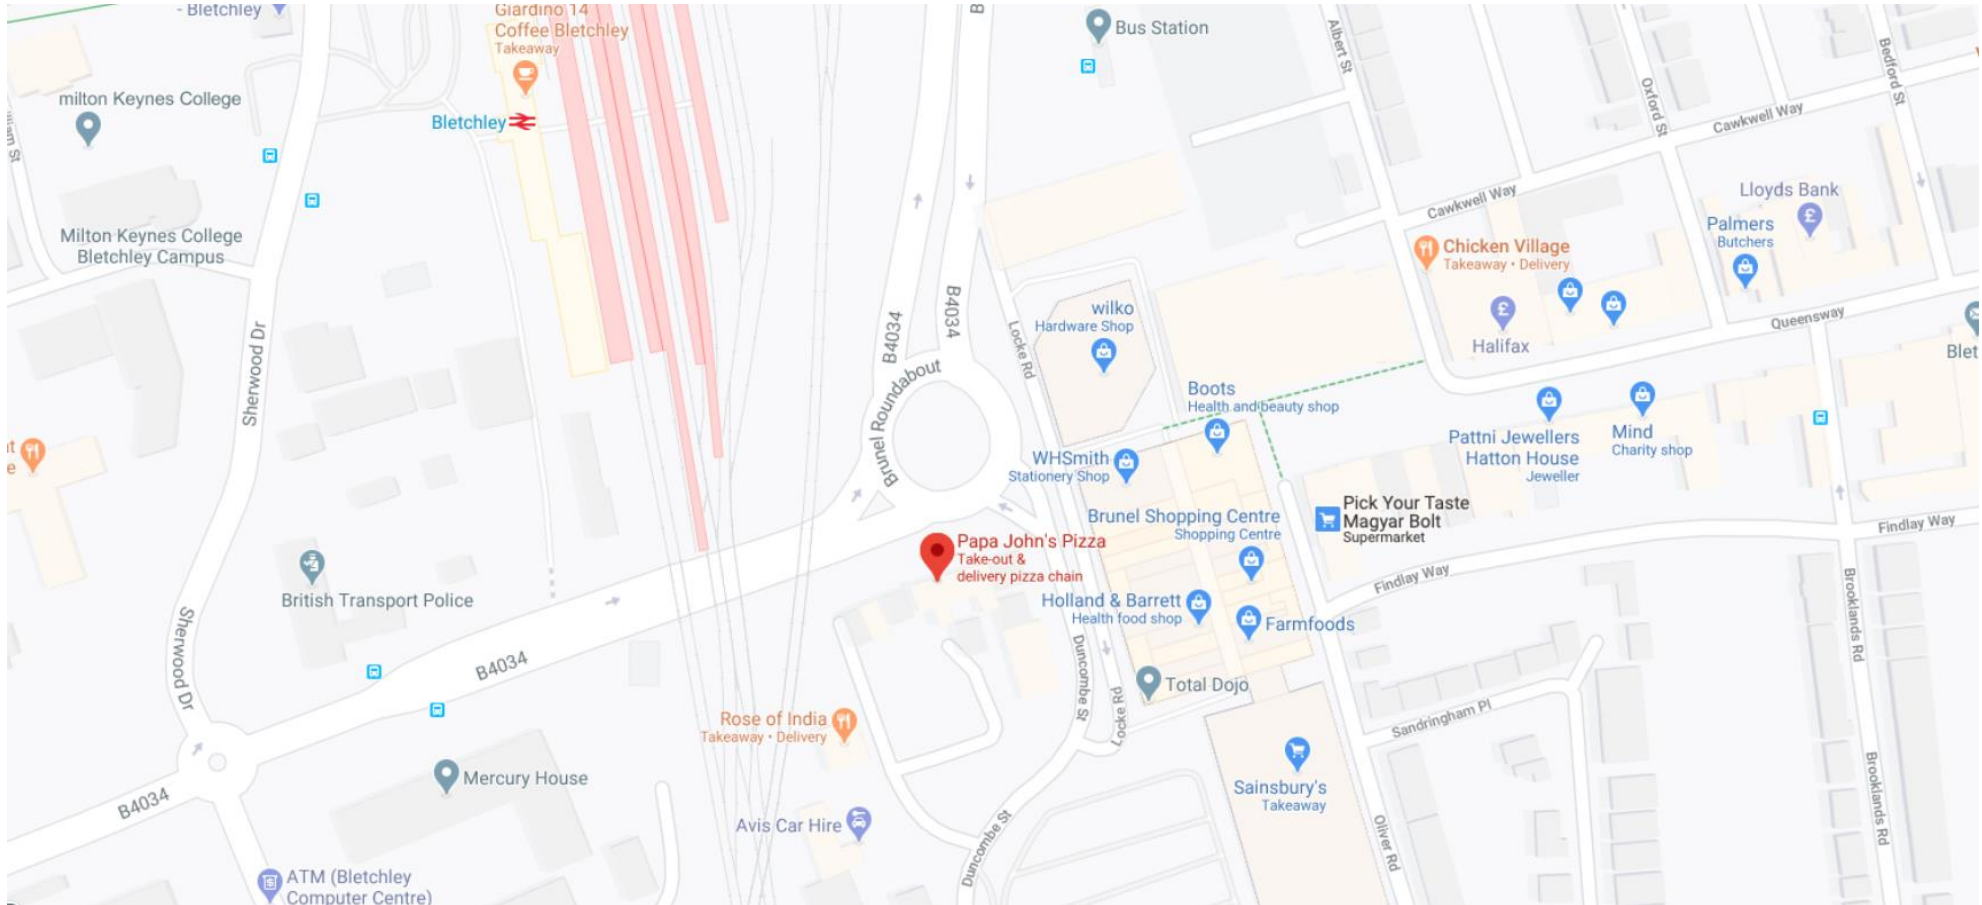 - Bletchley
Giardino 14
Coffee Bletchley
Takeaway
B
Bus Station
Albert St
Oxford St
Bedford St
milton Keynes College
Bletchley
Cawkwell Way
Cawkwell Way
Lloyds Bank
Palmers
Butchers
Milton Keynes College
Bletchley Campus
Chicken Village
Takeaway • Delivery
Halifax
Queensway
Blet
wilko
Hardware Shop
B4034
B4034
Locke Rd
Sherwood Dr
Brunel Roundabout
Boots
Health and beauty shop
Pattni Jewellers
Hatton House
Jeweller
Mind
Charity shop
WHSmith
Stationery Shop
Pick Your Taste
Magyar Bolt
Supermarket
Brunel Shopping Centre
Shopping Centre
Findlay Way
Findlay Way
Papa John's Pizza
Take-out &
delivery pizza chain
British Transport Police
Holland & Barrett
Health food shop
Farmfoods
Brooklands Rd
Sherwood Dr
B4034
Duncombe St
Locke Rd
Total Dojo
Sandringham Pl
Rose of India
Takeaway • Delivery
Mercury House
Sainsbury's
Takeaway
Brooklands Rd
B4034
Avis Car Hire
Duncombe St
Oliver Rd
ATM (Bletchley
Computer Centre)